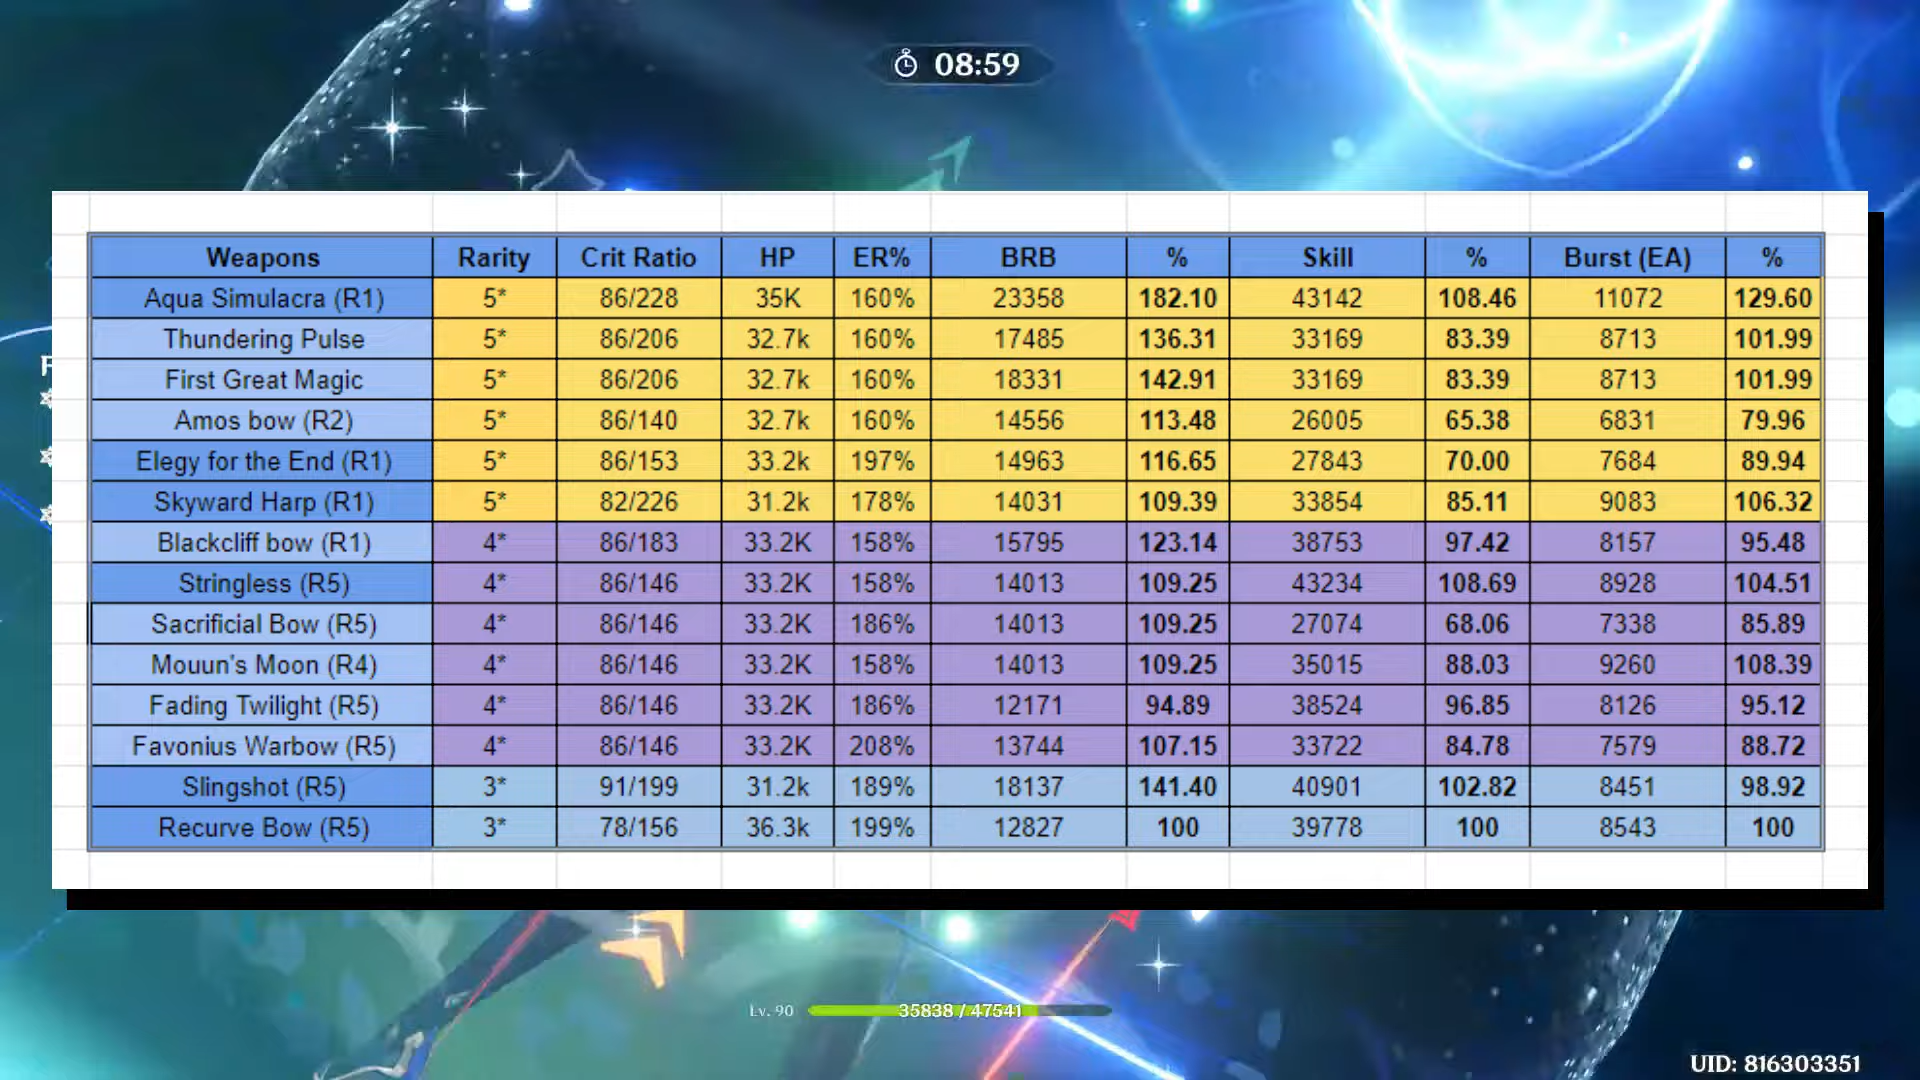 08:59
Weapons Rarity Crit Ratio HP ER% BRB % Skill % Burst (EA) %
Aqua Simulacra (R1) 5* 86/228 35K 160% 23358 182.10 43142 108.46 11072 129.60
Thundering Pulse 5* 86/206 32.7k 160% 17485 136.31 33169 83.39 8713 101.99
First Great Magic 5* 86/206 32.7k 160% 18331 142.91 33169 83.39 8713 101.99
Amos bow (R2) 5* 86/140 32.7k 160% 14556 113.48 26005 65.38 6831 79.96
Elegy for the End (R1) 5* 86/153 33.2k 197% 14963 116.65 27843 70.00 7684 89.94
Skyward Harp (R1) 5* 82/226 31.2k 178% 14031 109.39 33854 85.11 9083 106.32
Blackcliff bow (R1) 4* 86/183 33.2K 158% 15795 123.14 38753 97.42 8157 95.48
Stringless (R5) 4* 86/146 33.2K 158% 14013 109.25 43234 108.69 8928 104.51
Sacrificial Bow (R5) 4* 86/146 33.2K 186% 14013 109.25 27074 68.06 7338 85.89
Mouun's Moon (R4) 4* 86/146 33.2K 158% 14013 109.25 35015 88.03 9260 108.39
Fading Twilight (R5) 4* 86/146 33.2K 186% 12171 94.89 38524 96.85 8126 95.12
Favonius Warbow (R5) 4* 86/146 33.2K 208% 13744 107.15 33722 84.78 7579 88.72
Slingshot (R5) 3* 91/199 31.2k 189% 18137 141.40 40901 102.82 8451 98.92
Recurve Bow (R5) 3* 78/156 36.3k 199% 12827 100 39778 100 8543 100
Lv. 90 35838 / 47541
UID: 816303351